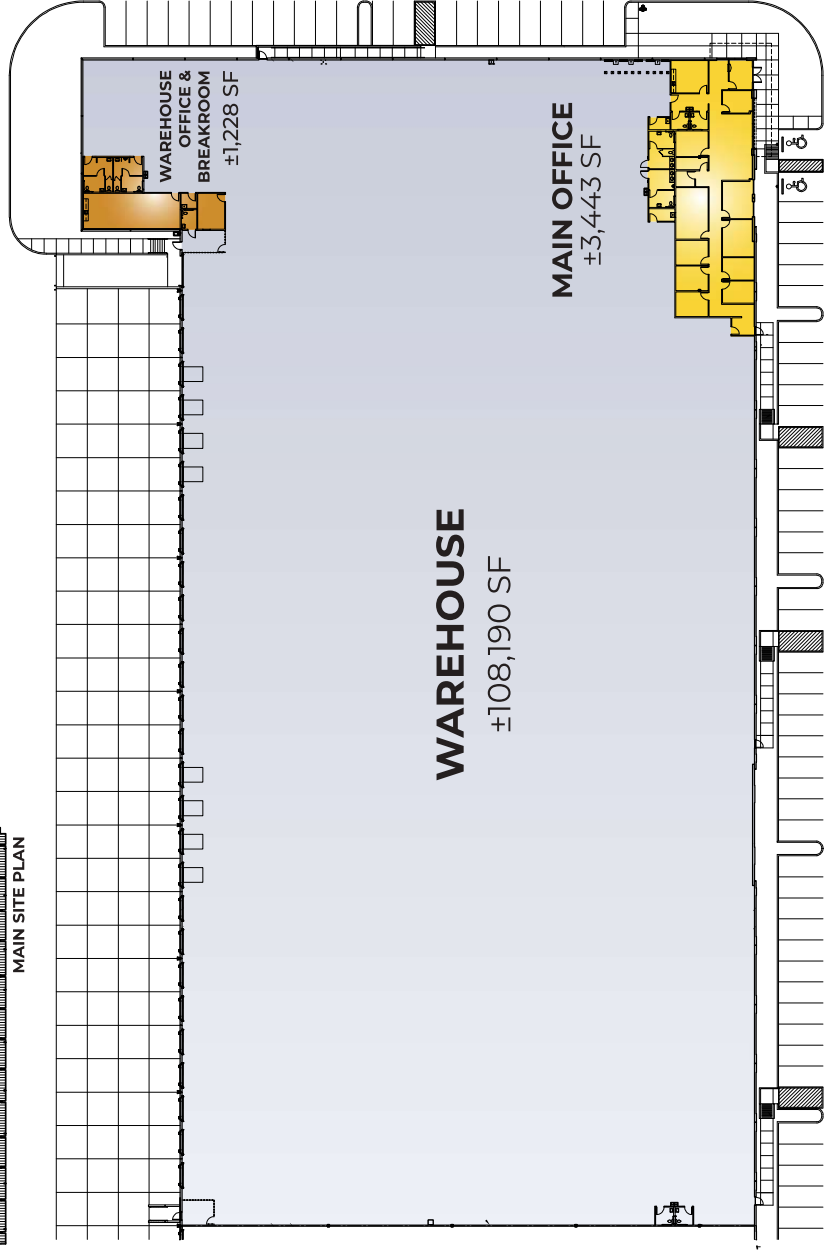 WAREHOUSE
OFFICE &
BREAKROOM
±1,228 SF
MAIN OFFICE
±3,443 SF
WAREHOUSE
±108,190 SF
MAIN SITE PLAN